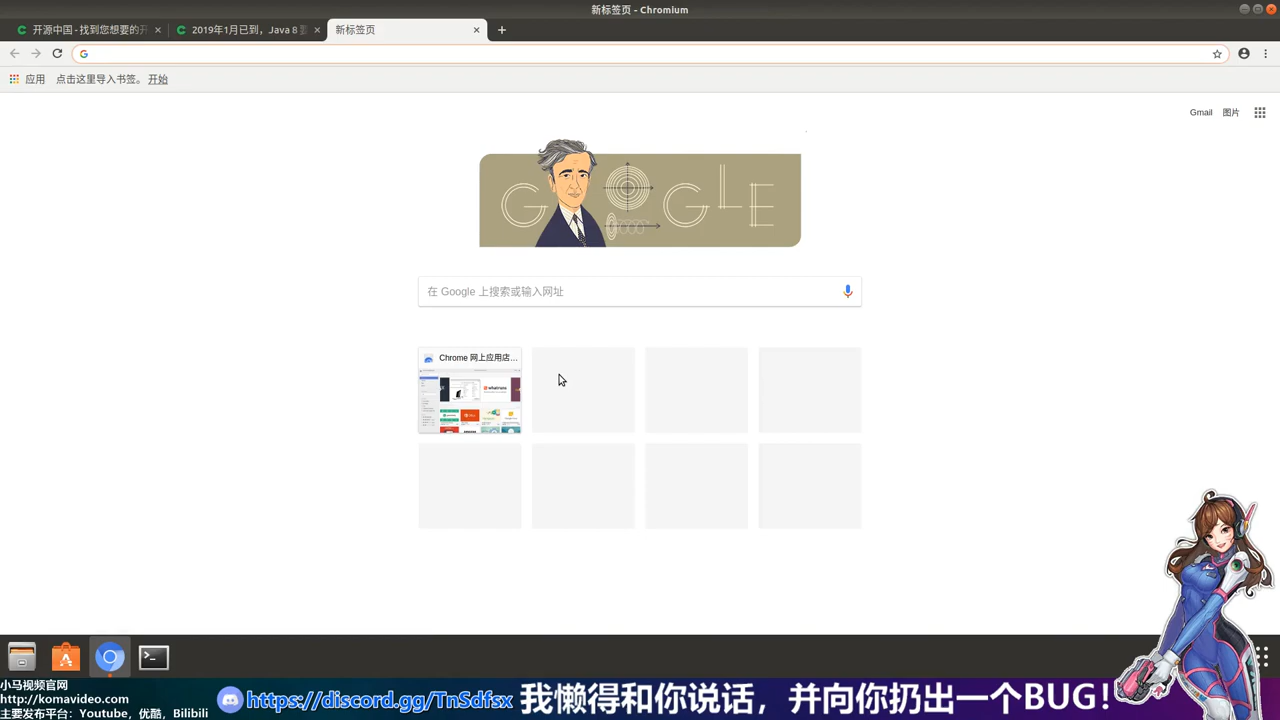 新标签页 - Chromium
开源中国 - 找到您想要的开
2019年1月已到，Java 8 要
新标签页
应用
点击这里导入书签。 开始
Gmail
图片
GOGLE
在 Google 上搜索或输入网址
Chrome 网上应用店...
小马视频官网
http://komavideo.com
主要发布平台：Youtube，优酷，Bilibili
https://discord.gg/TnSdfsx
我懒得和你说话，并向你扔出一个BUG！